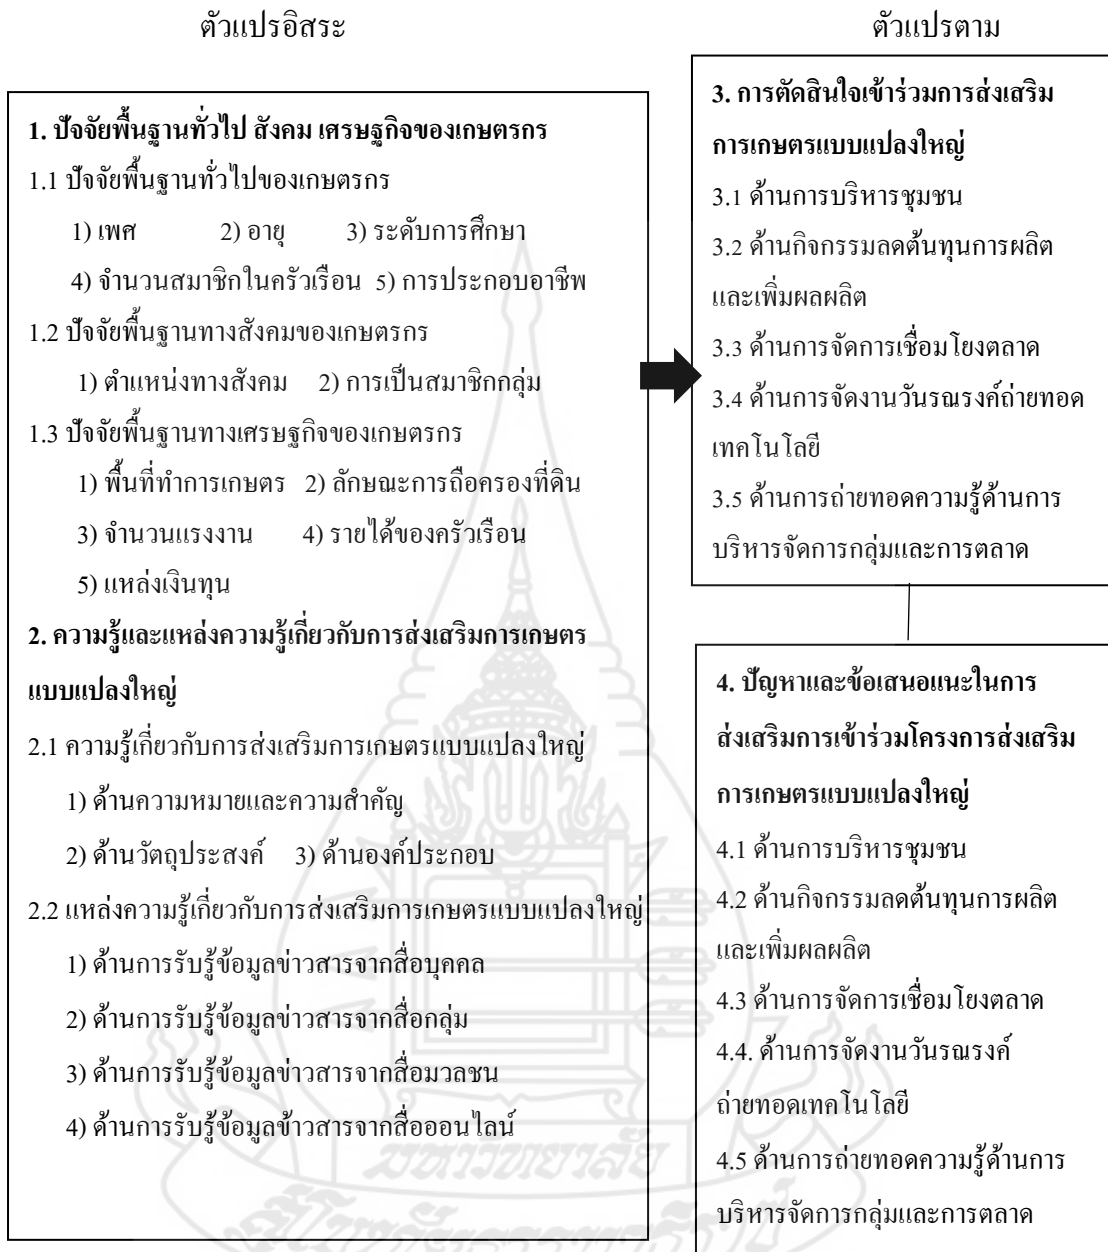 ตัวแปรอิสระ
ตัวแปรตาม
1. ปัจจัยพื้นฐานทั่วไป สังคม เศรษฐกิจของเกษตรกร
1.1 ปัจจัยพื้นฐานทั่วไปของเกษตรกร
1) เพศ 2) อายุ 3) ระดับการศึกษา
4) จำนวนสมาชิกในครัวเรือน 5) การประกอบอาชีพ
1.2 ปัจจัยพื้นฐานทางสังคมของเกษตรกร
1) ตำแหน่งทางสังคม 2) การเป็นสมาชิกกลุ่ม
1.3 ปัจจัยพื้นฐานทางเศรษฐกิจของเกษตรกร
1) พื้นที่ทำการเกษตร 2) ลักษณะการถือครองที่ดิน
3) จำนวนแรงงาน 4) รายได้ของครัวเรือน
5) แหล่งเงินทุน
2. ความรู้และแหล่งความรู้เกี่ยวกับการส่งเสริมการเกษตร
แบบแปลงใหญ่
2.1 ความรู้เกี่ยวกับการส่งเสริมการเกษตรแบบแปลงใหญ่
1) ด้านความหมายและความสำคัญ
2) ด้านวัตถุประสงค์ 3) ด้านองค์ประกอบ
2.2 แหล่งความรู้เกี่ยวกับการส่งเสริมการเกษตรแบบแปลงใหญ่
1) ด้านการรับรู้ข้อมูลข่าวสารจากสื่อบุคคล
2) ด้านการรับรู้ข้อมูลข่าวสารจากสื่อกลุ่ม
3) ด้านการรับรู้ข้อมูลข่าวสารจากสื่อมวลชน
4) ด้านการรับรู้ข้อมูลข้าวสารจากสื่อออนไลน์
3. การตัดสินใจเข้าร่วมการส่งเสริม
การเกษตรแบบแปลงใหญ่
3.1 ด้านการบริหารชุมชน
3.2 ด้านกิจกรรมลดต้นทุนการผลิต
และเพิ่มผลผลิต
3.3 ด้านการจัดการเชื่อมโยงตลาด
3.4 ด้านการจัดงานวันรณรงค์ถ่ายทอด
เทคโนโลยี
3.5 ด้านการถ่ายทอดความรู้ด้านการ
บริหารจัดการกลุ่มและการตลาด
4. ปัญหาและข้อเสนอแนะในการ
ส่งเสริมการเข้าร่วมโครงการส่งเสริม
การเกษตรแบบแปลงใหญ่
4.1 ด้านการบริหารชุมชน
4.2 ด้านกิจกรรมลดต้นทุนการผลิต
และเพิ่มผลผลิต
4.3 ด้านการจัดการเชื่อมโยงตลาด
4.4. ด้านการจัดงานวันรณรงค์
ถ่ายทอดเทคโนโลยี
4.5 ด้านการถ่ายทอดความรู้ด้านการ
บริหารจัดการกลุ่มและการตลาด
มหาวิทยาลัย